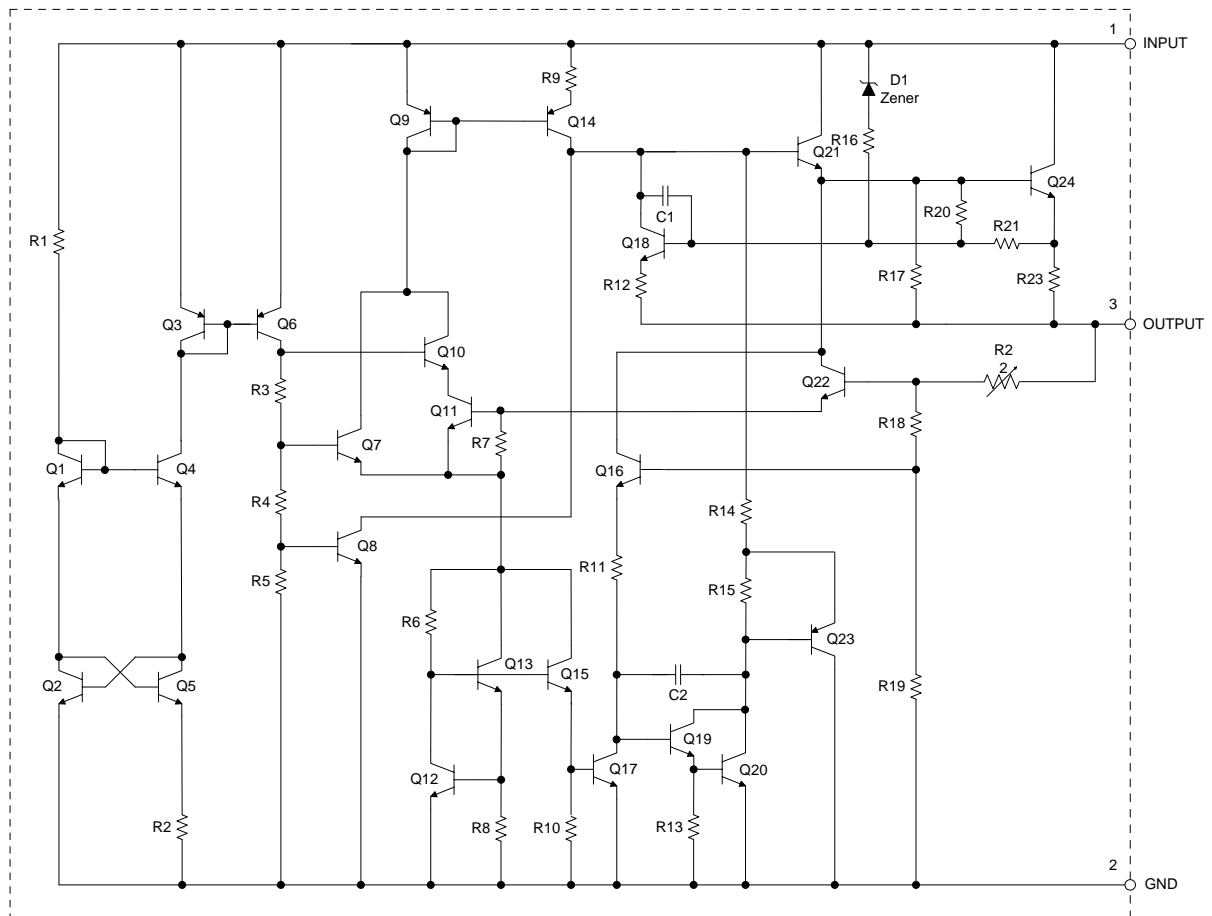 1
INPUT
R9
D1
Zener
Q9
Q14
R16
Q21
Q24
C1
R20
R21
R1
Q18
R12
R17
R23
3
OUTPUT
Q3
Q6
Q10
R2
2
Q22
R3
Q11
R7
R18
Q7
Q1
Q4
Q16
R4
R14
Q8
R11
R5
R15
R6
Q23
Q13
Q15
Q2
Q5
C2
R19
Q19
Q12
Q17
Q20
R2
R8
R10
R13
2
GND